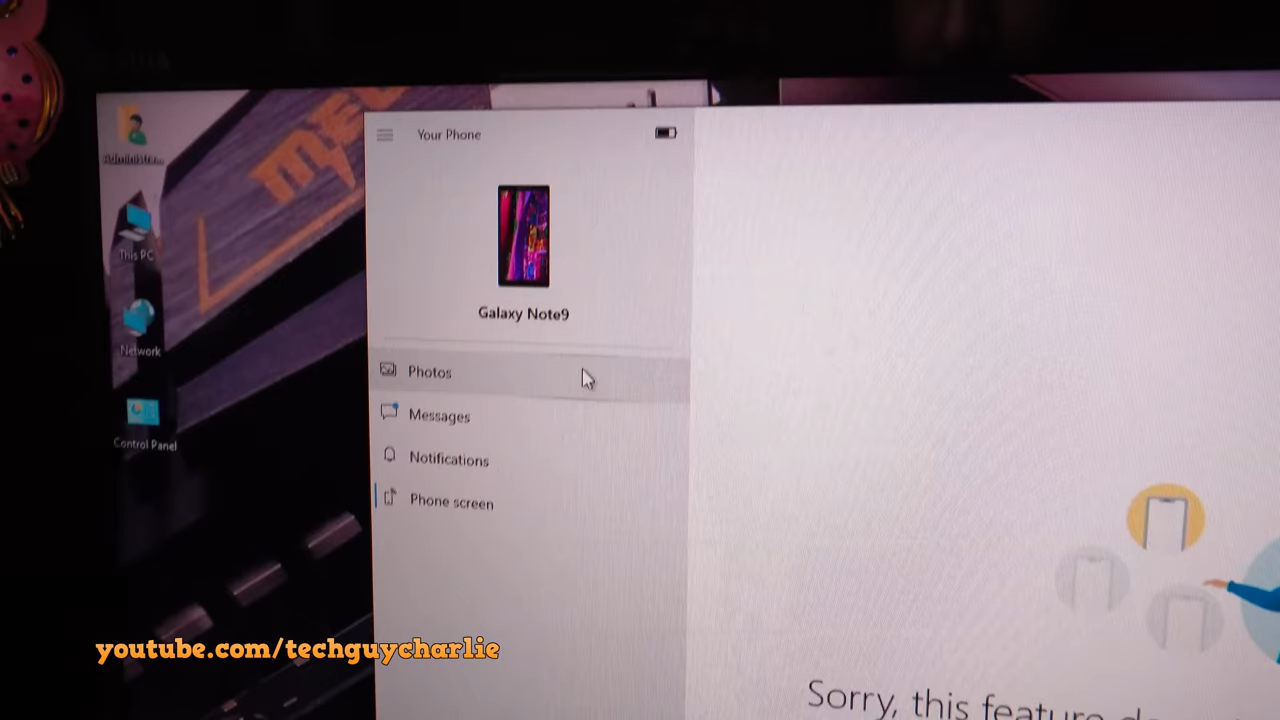 Your Phone
Administr...
This PC
Galaxy Note9
Network
Photos
Messages
Control Panel
Notifications
Phone screen
youtube.com/techguycharlie
Sorry, this feature